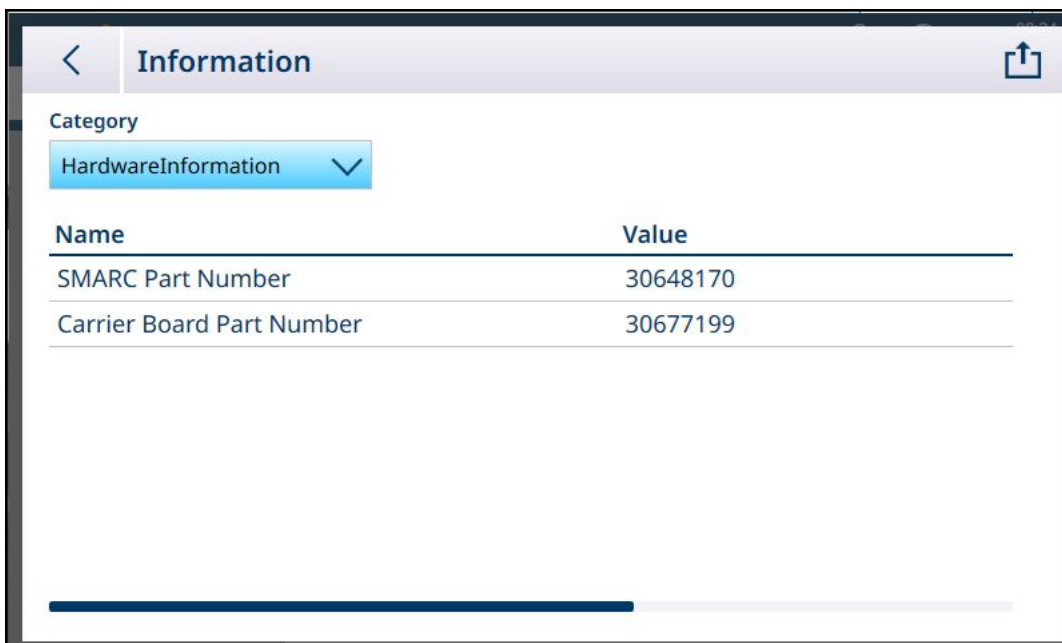 Information
Category
HardwareInformation
Name Value
SMARC Part Number 30648170
Carrier Board Part Number 30677199